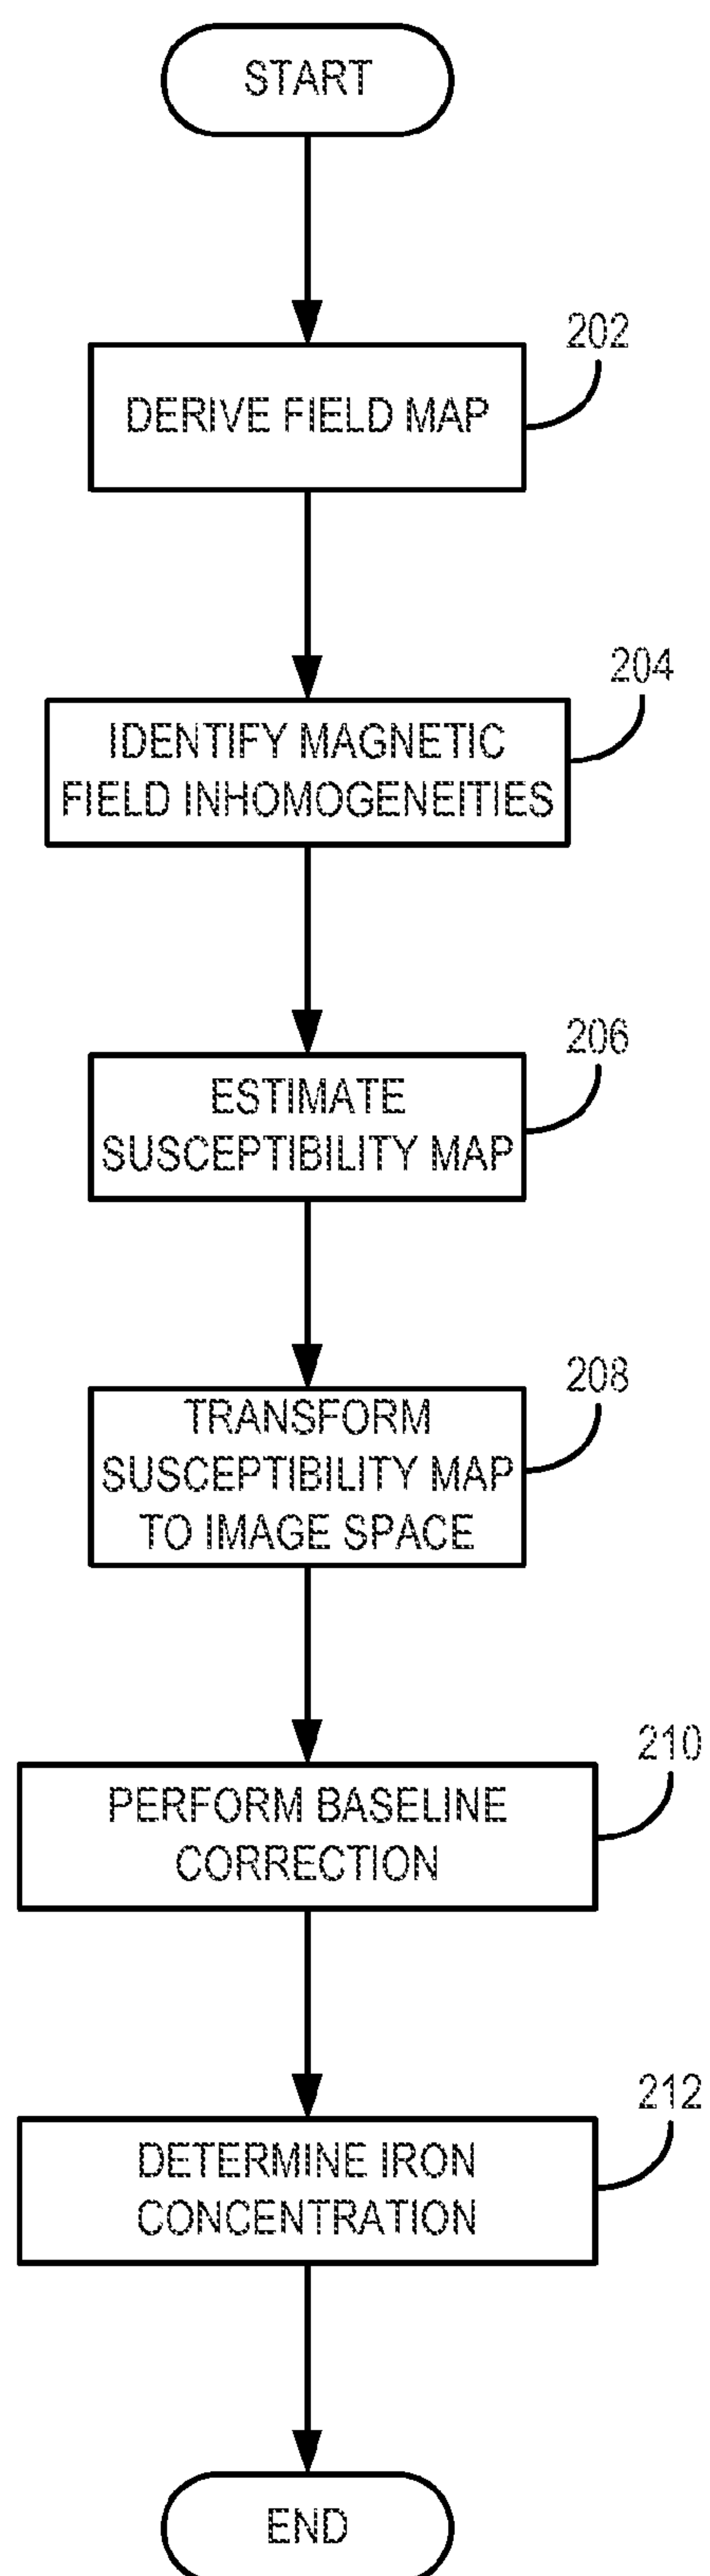 START
202
DERIVE FIELD MAP
204
IDENTIFY MAGNETIC
FIELD INHOMOGENEITIES
206
ESTIMATE
SUSCEPTIBILITY MAP
208
TRANSFORM
SUSCEPTIBILITY MAP
TO IMAGE SPACE
210
PERFORM BASELINE
CORRECTION
212
DETERMINE IRON
CONCENTRATION
END